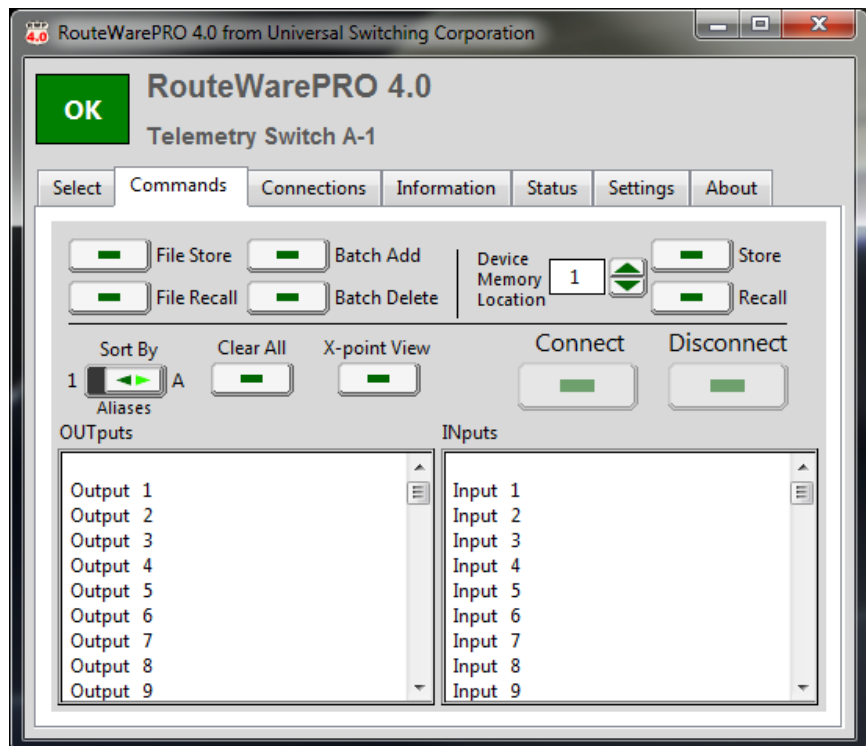 4.0 RouteWarePRO 4.0 from Universal Switching Corporation
OK
RouteWarePRO 4.0
Telemetry Switch A-1
Select Commands Connections Information Status Settings About
File Store Batch Add Device Memory Location 1 Store
File Recall Batch Delete Recall
Sort By Clear All X-point View Connect Disconnect
1 A
Aliases
OUTputs INputs
Output 1 Input 1
Output 2 Input 2
Output 3 Input 3
Output 4 Input 4
Output 5 Input 5
Output 6 Input 6
Output 7 Input 7
Output 8 Input 8
Output 9 Input 9